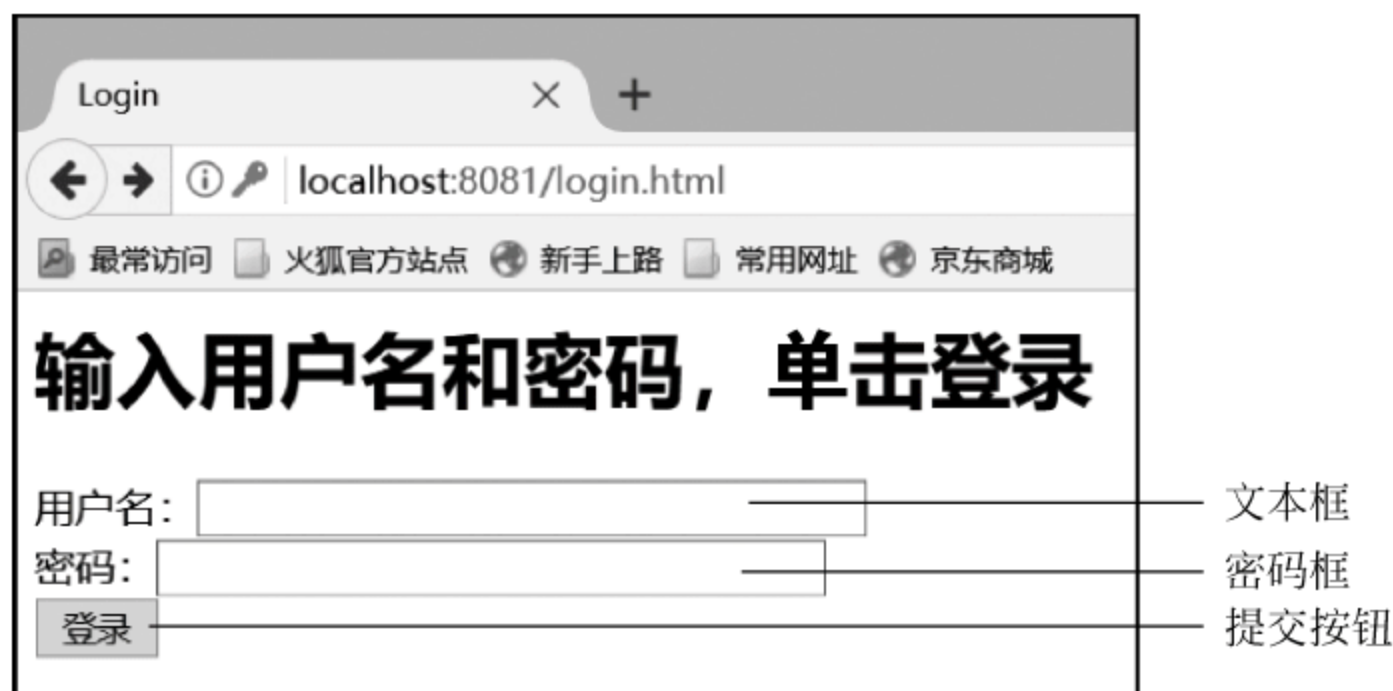 Login
localhost:8081/login.html
最常访问 火狐官方站点 新手上路 常用网址 京东商城
输入用户名和密码，单击登录
用户名： 文本框
密码： 密码框
登录 提交按钮